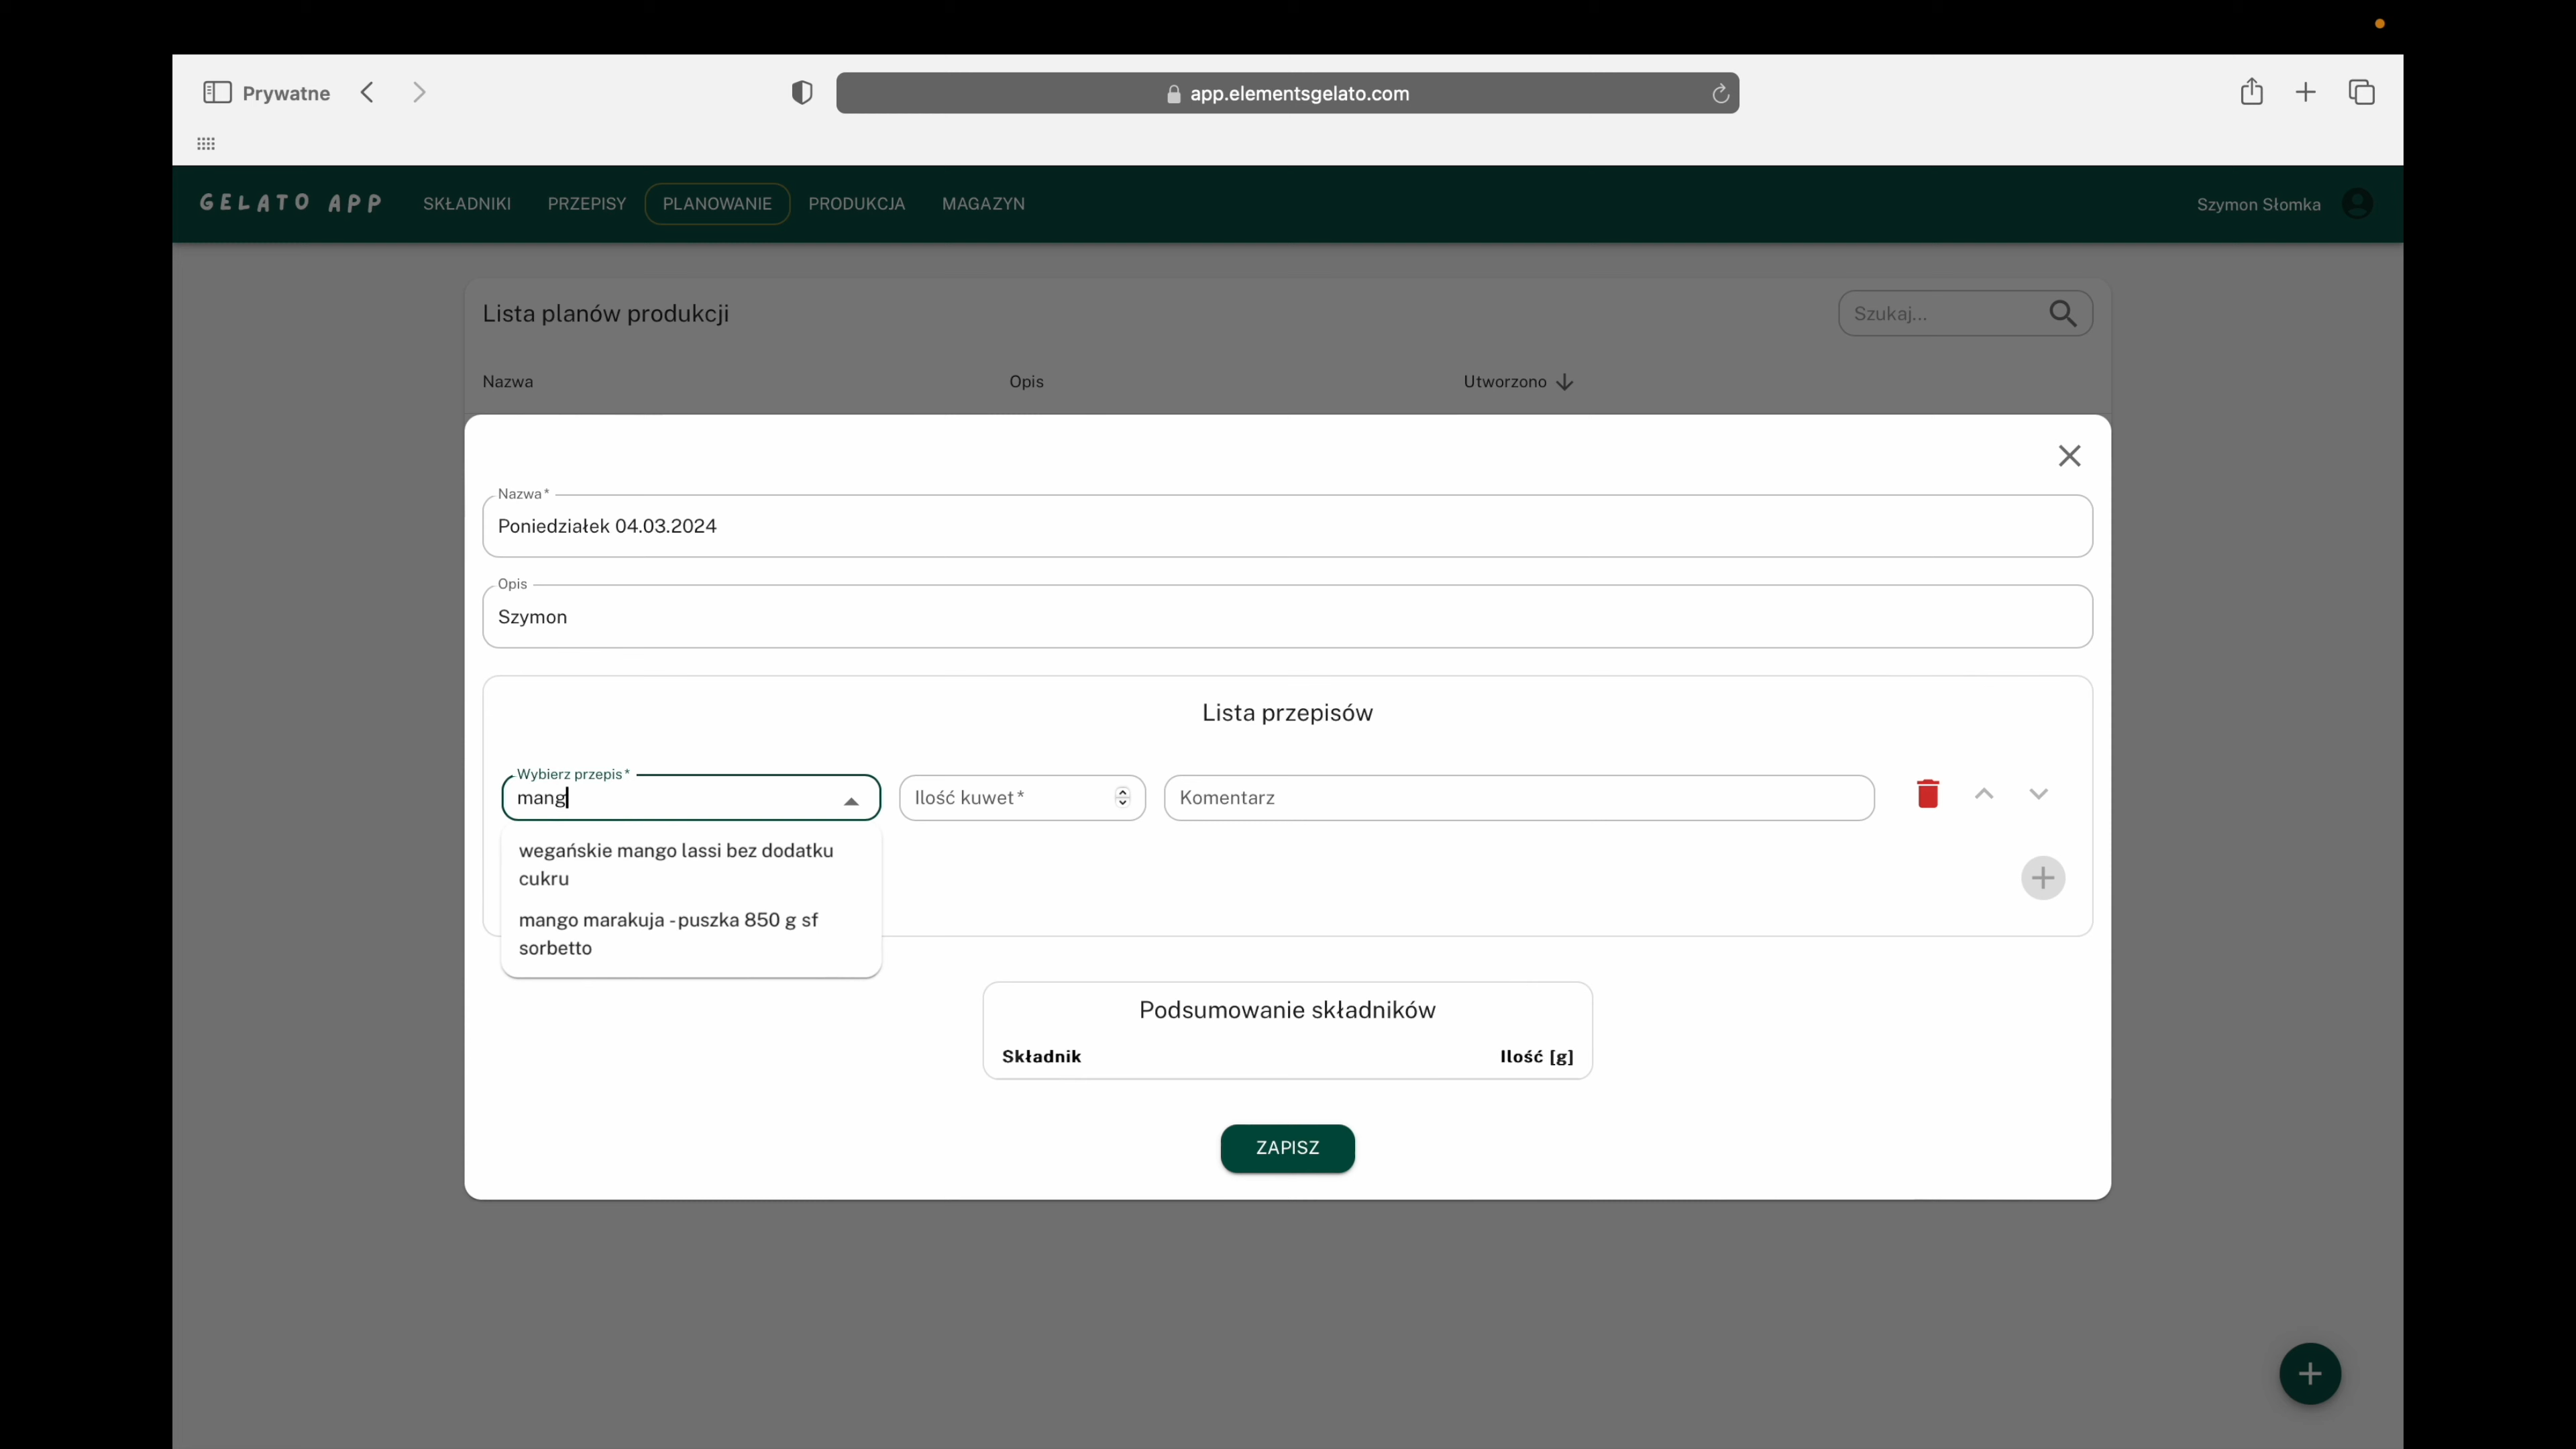 Prywatne
app.elementsgelato.com
GELATO APP SKŁADNIKI PRZEPISY PLANOWANIE PRODUKCJA MAGAZYN Szymon Słomka
Lista planów produkcji
Szukaj...
Nazwa Opis Utworzono
Nazwa*
Poniedziałek 04.03.2024
Opis
Szymon
Lista przepisów
Wybierz przepis*
mang
Ilość kuwet*
Komentarz
wegańskie mango lassi bez dodatku
cukru
mango marakuja - puszka 850 g sf
sorbetto
Podsumowanie składników
Składnik Ilość [g]
ZAPISZ